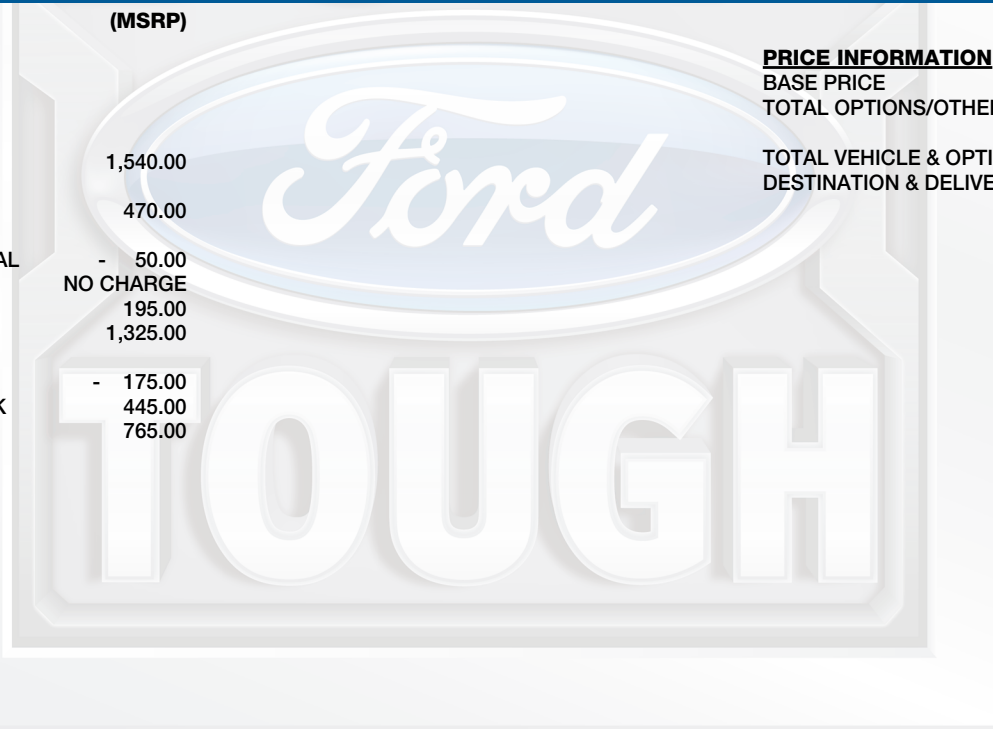 (MSRP)
1,540.00
470.00
AL - 50.00
NO CHARGE
195.00
1,325.00
- 175.00
K 445.00
765.00
PRICE INFORMATION
BASE PRICE
TOTAL OPTIONS/OTHER
TOTAL VEHICLE & OPTI
DESTINATION & DELIVE
Ford
TOUGH